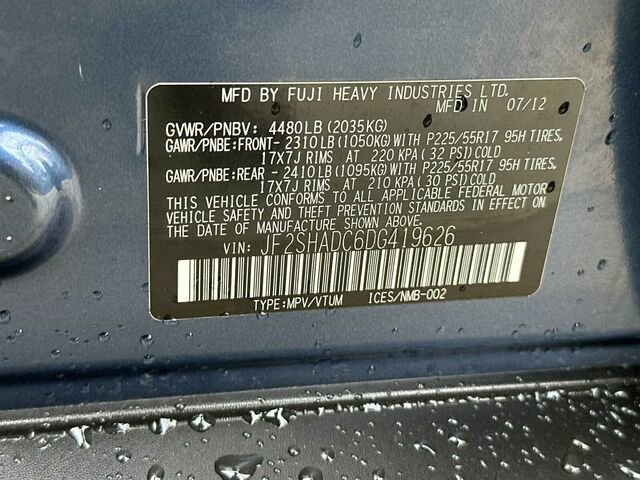 MFD BY FUJI HEAVY INDUSTRIES LTD.
MFD IN 07/12
GVWR/PNBV: 4480LB(2035KG)
GAWR/PNBE:FRONT- 2310LB(1050KG)WITH P225/55R17 95H TIRES,
17X7J RIMS AT 220 KPA(32 PSI)COLD
GAWR/PNBE:REAR - 2410LB(1095KG)WITH P225/55R17 95H TIRES,
17X7J RIMS AT 210 KPA(30 PSI)COLD
THIS VEHICLE CONFORMS TO ALL APPLICABLE FEDERAL MOTOR
VEHICLE SAFETY AND THEFT PREVENTION STANDARDS IN EFFECT ON
THE DATE OF MANUFACTURE SHOWN ABOVE.
VIN: JF2SHADC6DG419626
TYPE:MPV/VTUM ICES/NMB-002